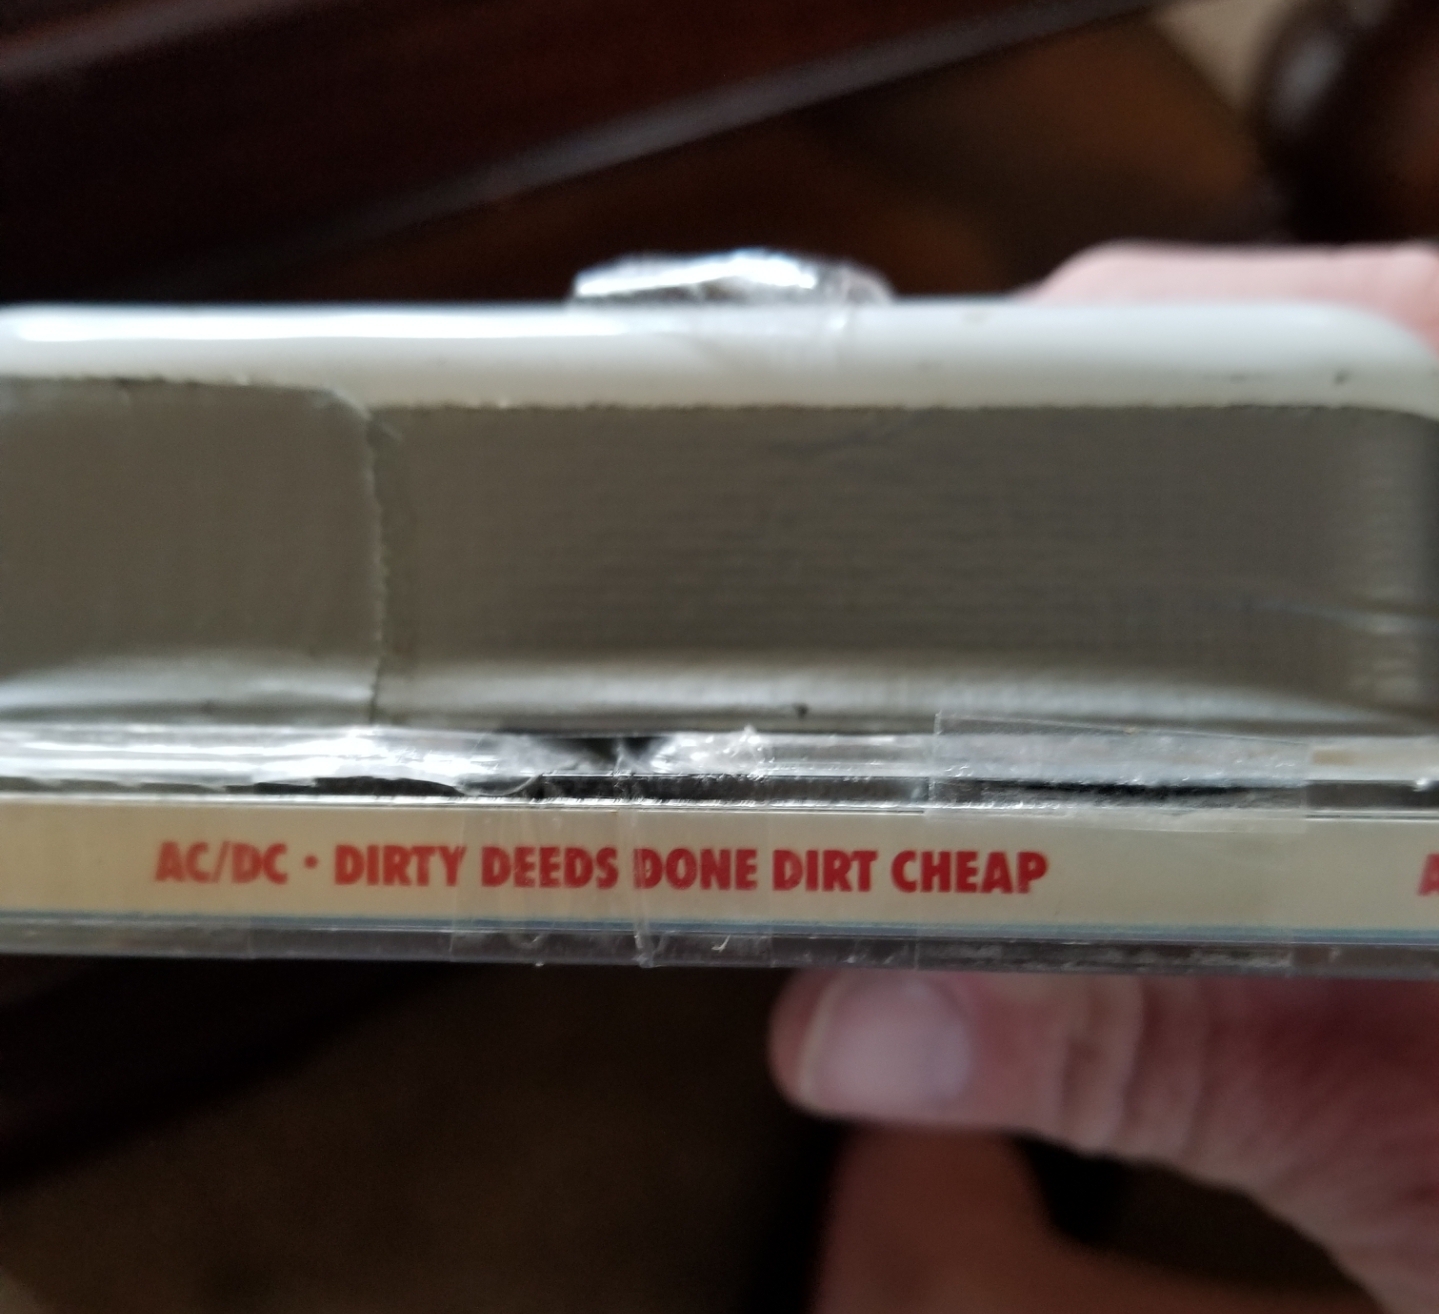 AC/DC • DIRTY DEEDS DONE DIRT CHEAP